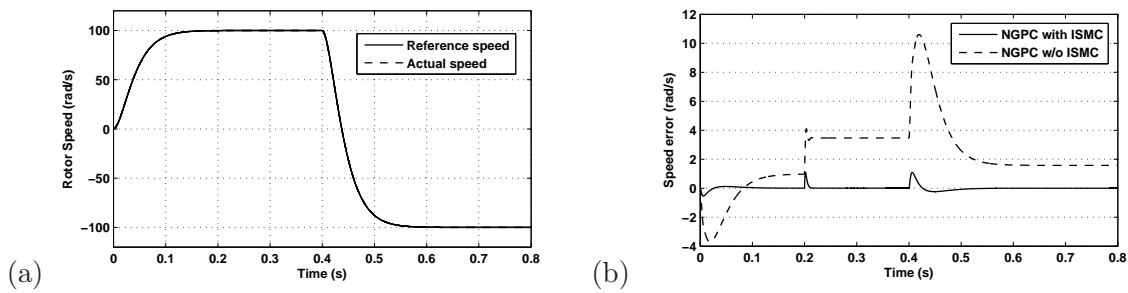 100
50
0
−50
−100
Rotor Speed (rad/s)
Reference speed
Actual speed
0 0.1 0.2 0.3 0.4 0.5 0.6 0.7 0.8
Time (s)
(a)
12
10
8
6
4
2
0
−2
−4
Speed error (rad/s)
NGPC with ISMC
NGPC w/o ISMC
0 0.1 0.2 0.3 0.4 0.5 0.6 0.7 0.8
Time (s)
(b)